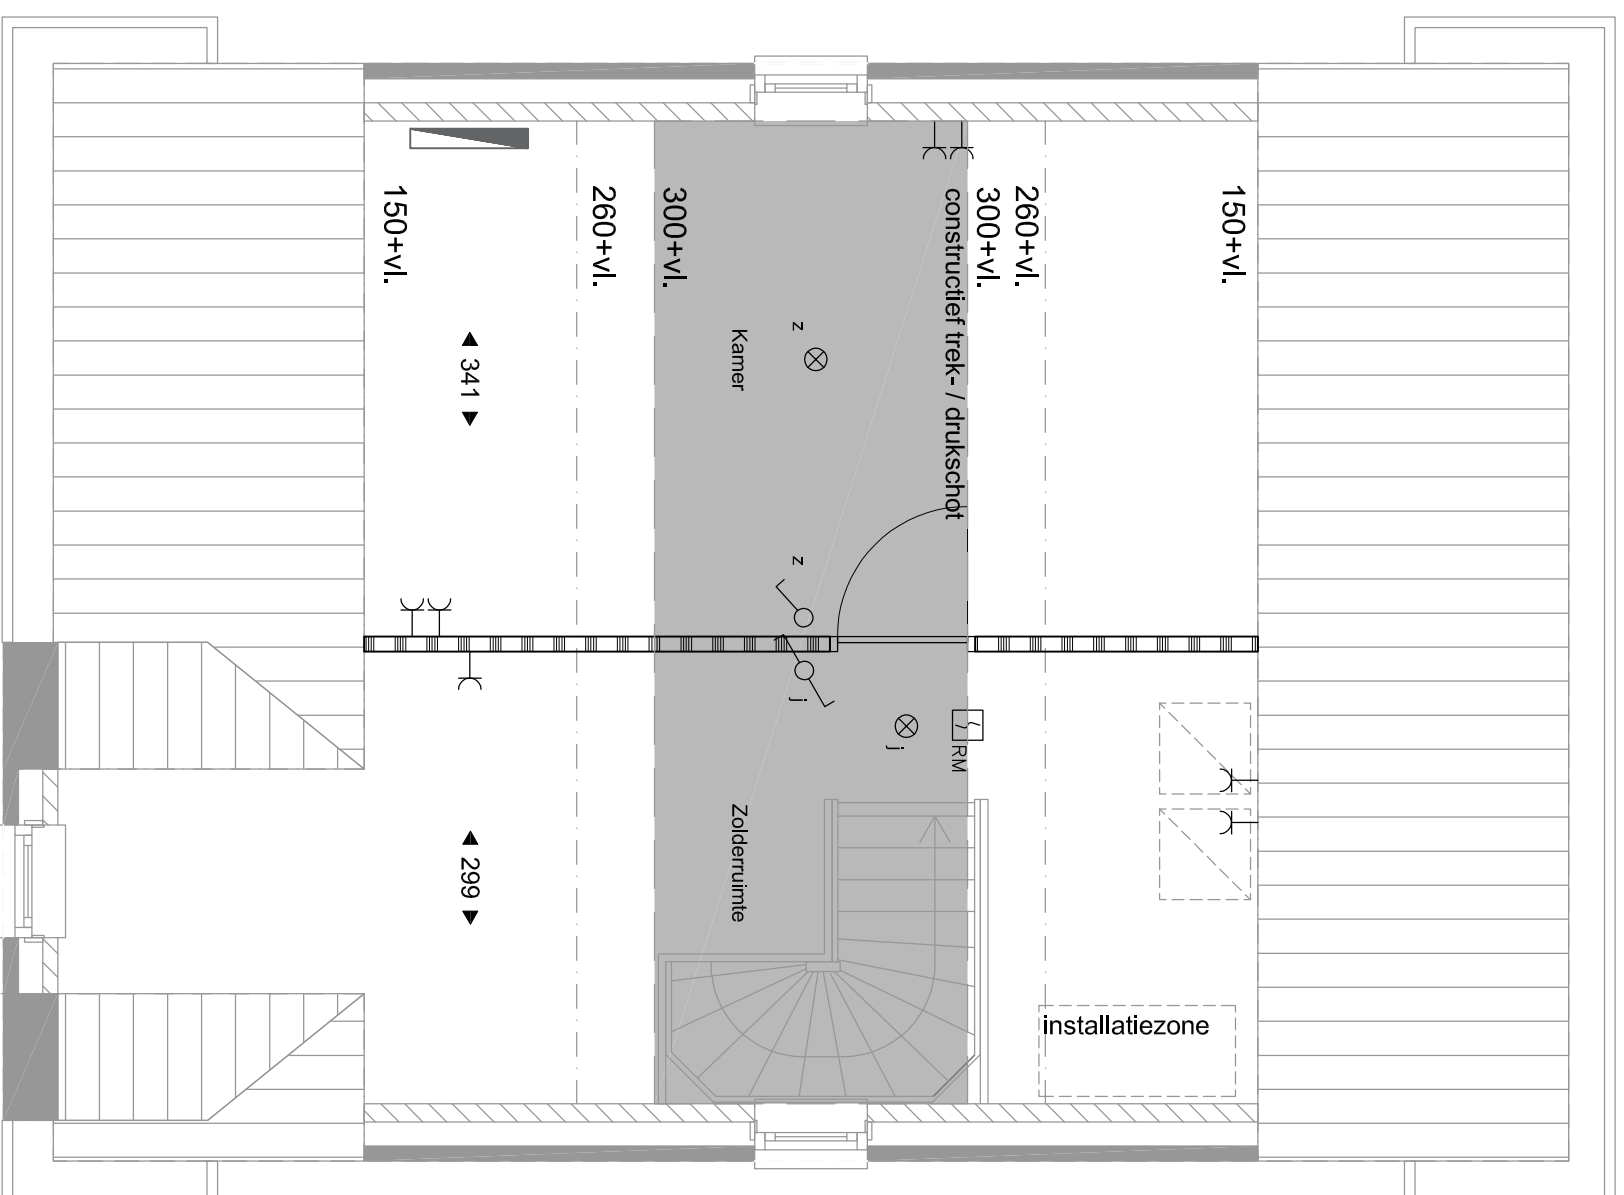 150+vl.
260+vl.
300+vl.
constructief trek- / drukschot
300+vl.
260+vl.
150+vl.
z
Kamer
341
z
j
j
RM
Zolderruimte
299
installatiezone